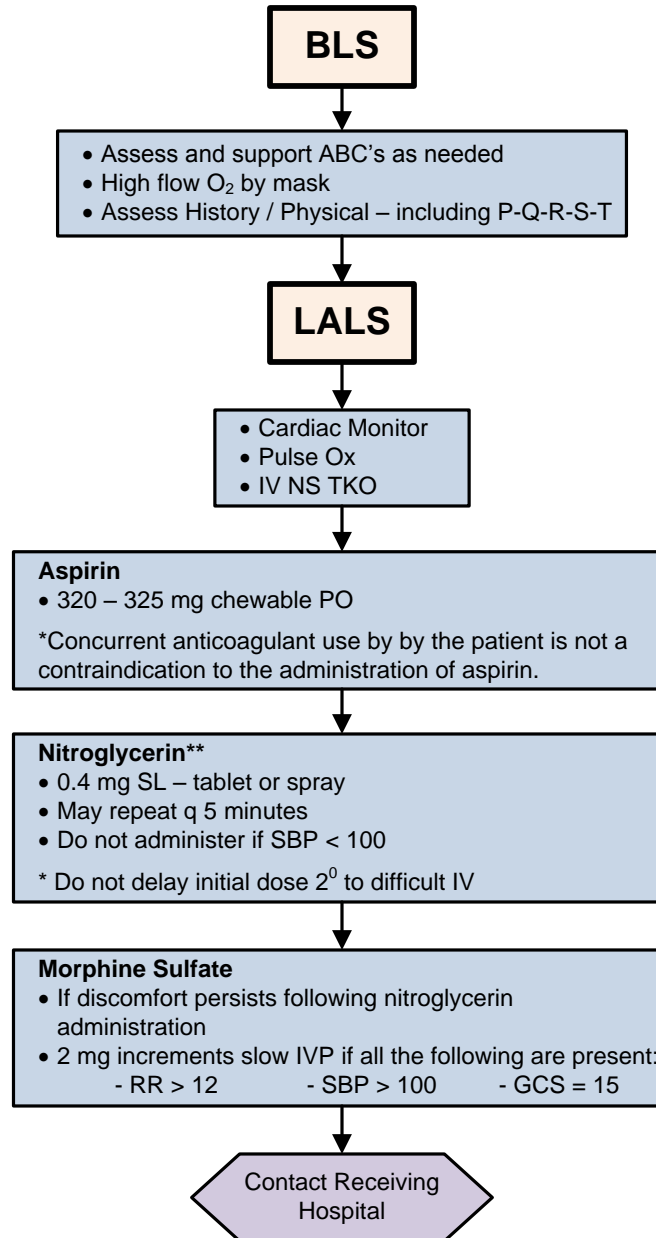 BLS
• Assess and support ABC's as needed
• High flow O₂ by mask
• Assess History / Physical – including P-Q-R-S-T
LALS
• Cardiac Monitor
• Pulse Ox
• IV NS TKO
Aspirin
• 320 – 325 mg chewable PO
*Concurrent anticoagulant use by by the patient is not a
contraindication to the administration of aspirin.
Nitroglycerin**
• 0.4 mg SL – tablet or spray
• May repeat q 5 minutes
• Do not administer if SBP < 100
* Do not delay initial dose 2⁰ to difficult IV
Morphine Sulfate
• If discomfort persists following nitroglycerin
administration
• 2 mg increments slow IVP if all the following are present:
- RR > 12 - SBP > 100 - GCS = 15
Contact Receiving
Hospital